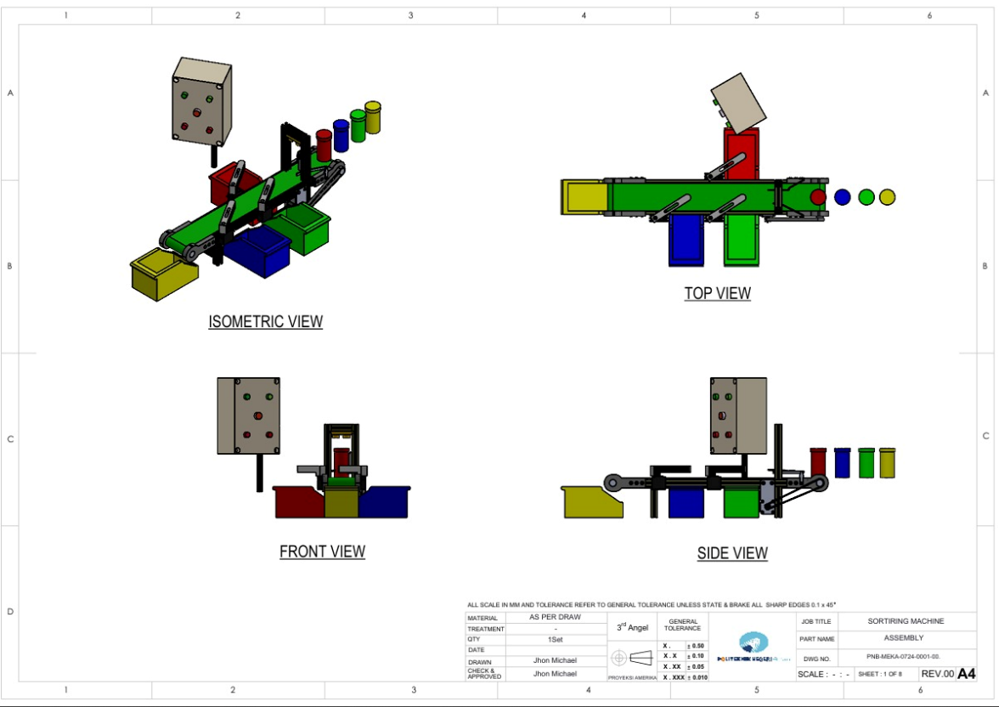 1 2 3 4 5 6
A A
ISOMETRIC VIEW
TOP VIEW
B B
C C
FRONT VIEW
SIDE VIEW
D
ALL SCALE IN MM AND TOLERANCE REFER TO GENERAL TOLERANCE UNLESS STATE & BRAKE ALL SHARP EDGES 0.1 x 45°
MATERIAL AS PER DRAW
TREATMENT -
QTY 1Set
DATE
DRAWN Jhon Michael
CHECK & APPROVED Jhon Michael
3rd Angel
PROYEKSI AMERIKA
GENERAL TOLERANCE
X . ± 0.50
X . X ± 0.10
X . XX ± 0.05
X . XXX ± 0.010
JOB TITLE SORTIRING MACHINE
PART NAME ASSEMBLY
DWG NO. PNB-MEKA-0724-0001-00.
SCALE : - : - SHEET : 1 OF 8 REV.00 A4
1 2 3 4 5 6